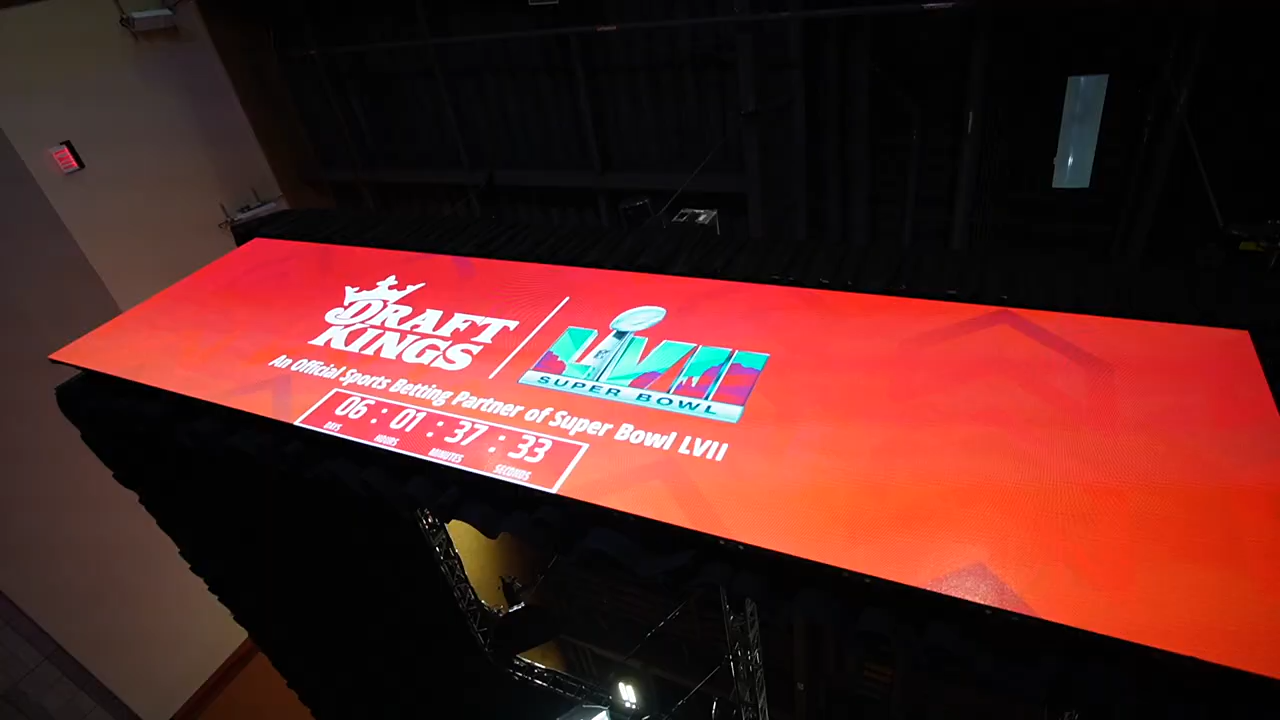 DRAFT
KINGS
LVII
SUPER BOWL
An Official Sports Betting Partner of Super Bowl LVII
06 : 01 : 37 : 33
DAYS HOURS MINUTES SECONDS